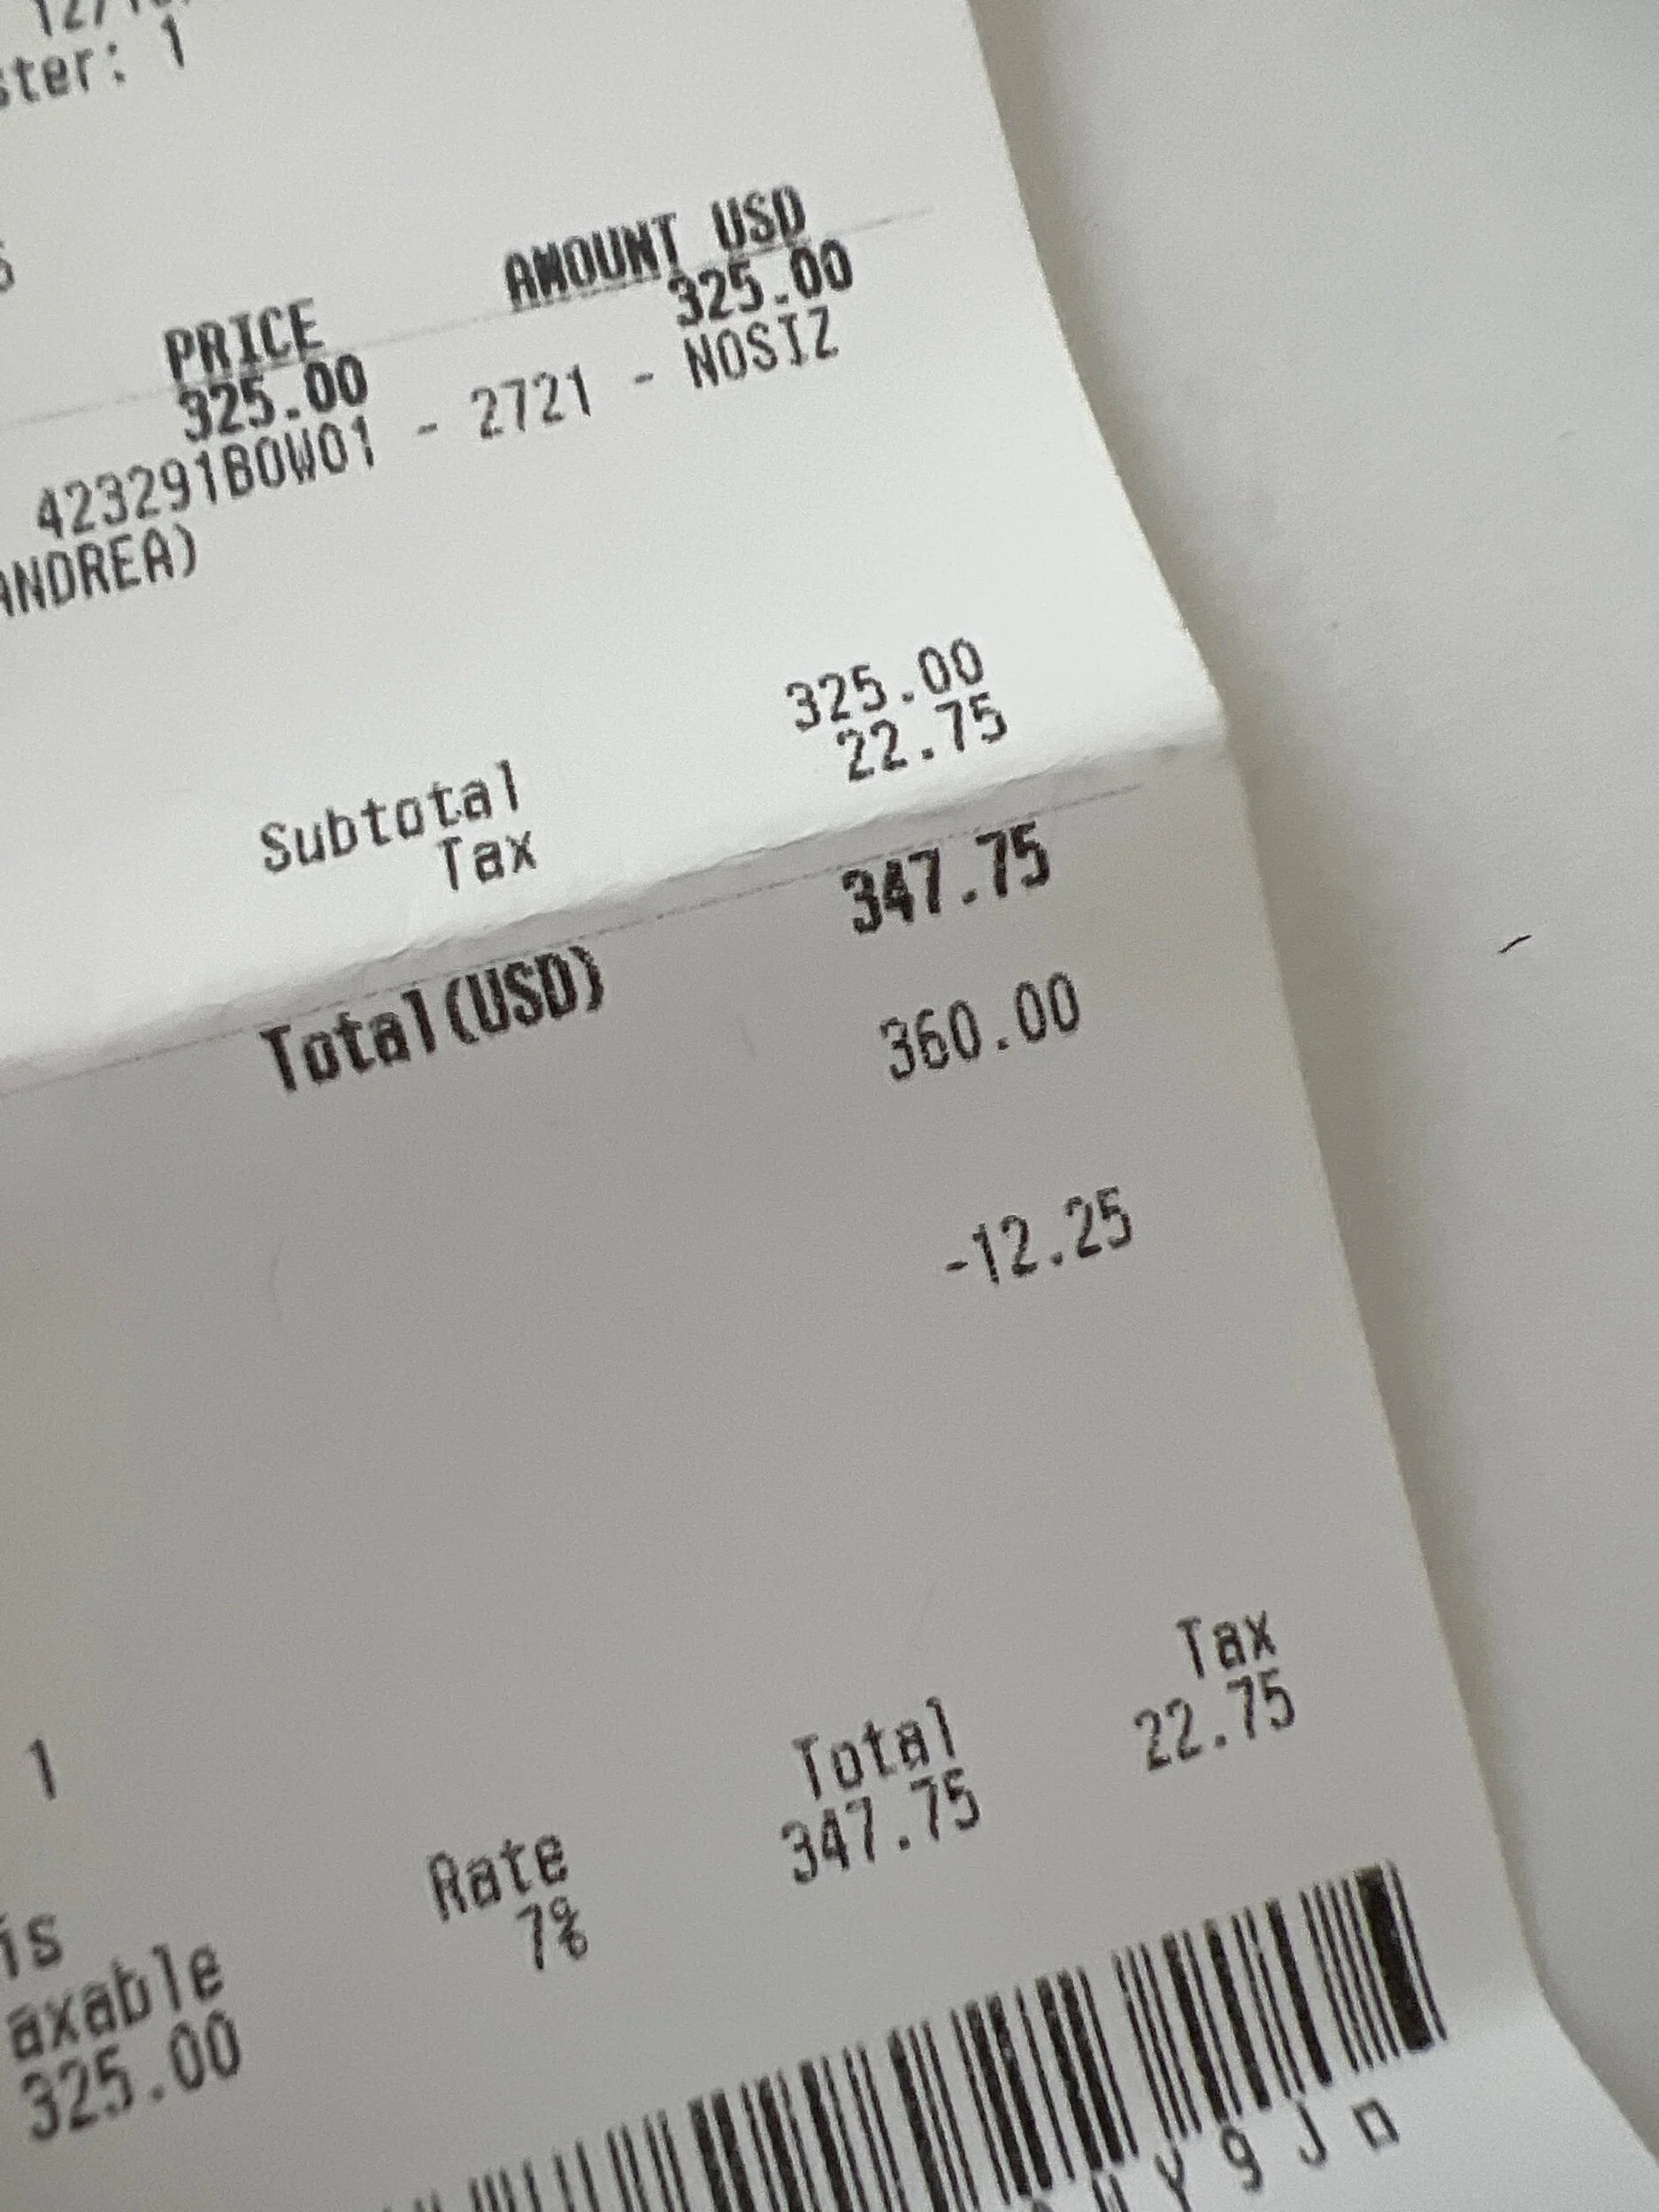 ster: 1
PRICE AMOUNT USD
325.00 325.00
423291BOW01 - 2721 - NOSIZ
ANDREA)
Subtotal 325.00
Tax 22.75
Total(USD) 347.75
360.00
-12.25
1
is
axable Rate Total Tax
325.00 7% 347.75 22.75